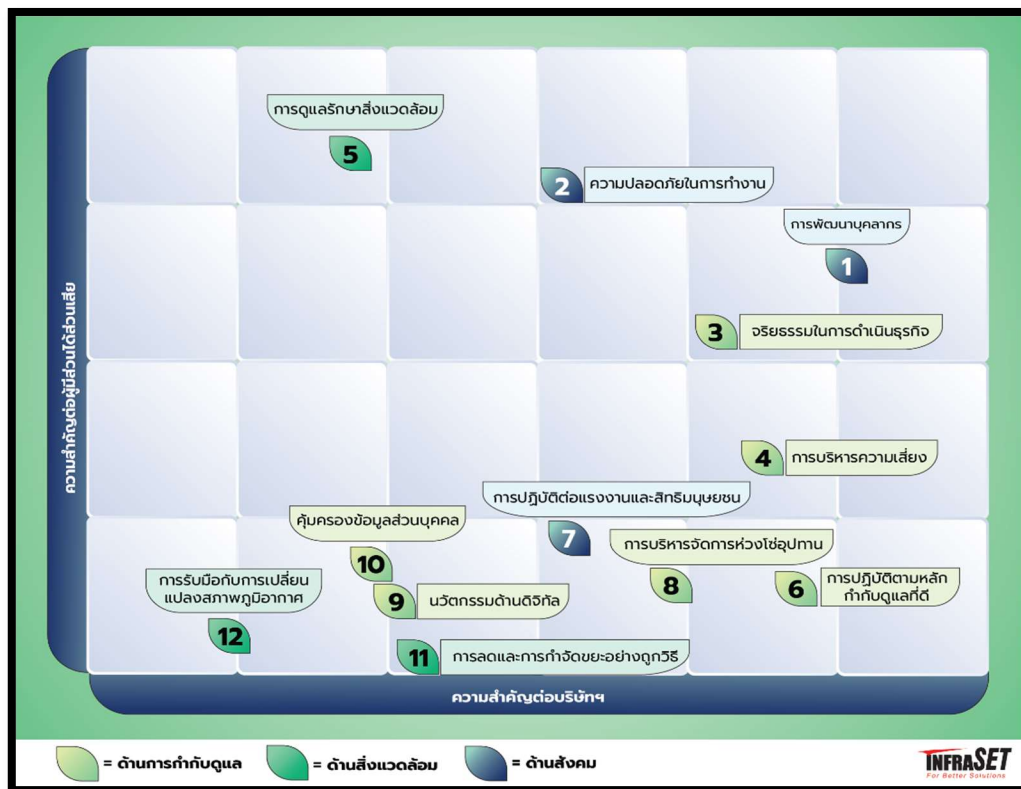 การดูแลรักษาสิ่งแวดล้อม
5
2
ความปลอดภัยในการทำงาน
การพัฒนาบุคลากร
1
3
จริยธรรมในการดำเนินธุรกิจ
ความสำคัญต่อผู้มีส่วนได้ส่วนเสีย
4
การบริหารความเสี่ยง
การปฏิบัติต่อแรงงานและสิทธิมนุษยชน
7
คุ้มครองข้อมูลส่วนบุคคล
10
การบริหารจัดการห่วงโซ่อุปทาน
8
6
การปฏิบัติตามหลัก
กำกับดูแลที่ดี
การรับมือกับการเปลี่ยน
แปลงสภาพภูมิอากาศ
12
9
นวัตกรรมด้านดิจิทัล
11
การลดและการกำจัดขยะอย่างถูกวิธี
ความสำคัญต่อบริษัทฯ
= ด้านการกำกับดูแล
= ด้านสิ่งแวดล้อม
= ด้านสังคม
INFRASET
For Better Solutions